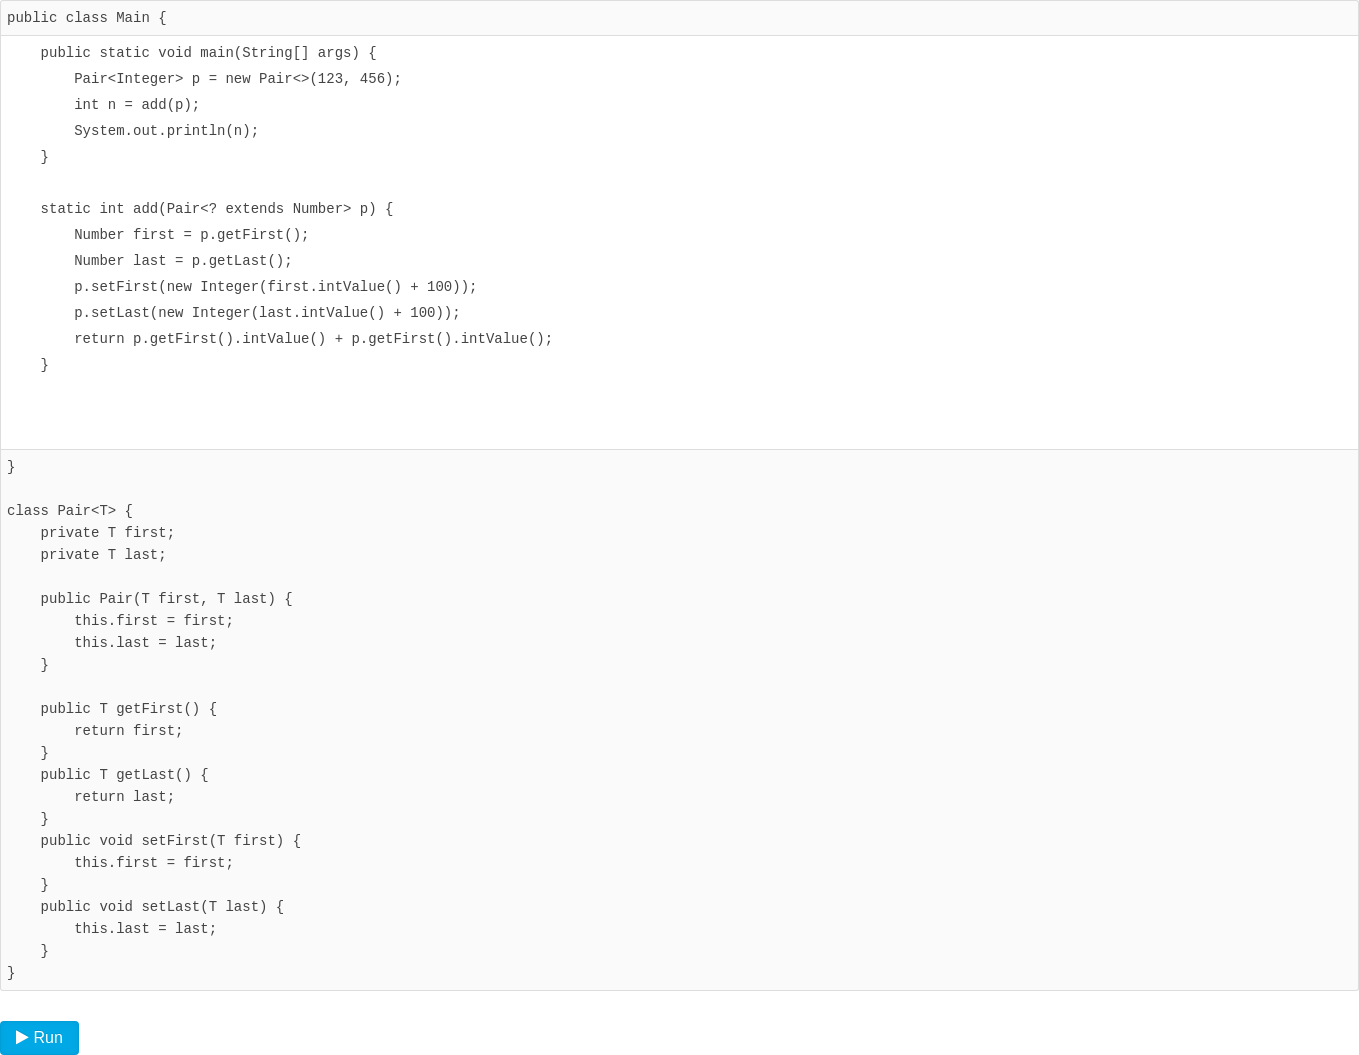 public class Main {
    public static void main(String[] args) {
        Pair<Integer> p = new Pair<>(123, 456);
        int n = add(p);
        System.out.println(n);
    }

    static int add(Pair<? extends Number> p) {
        Number first = p.getFirst();
        Number last = p.getLast();
        p.setFirst(new Integer(first.intValue() + 100));
        p.setLast(new Integer(last.intValue() + 100));
        return p.getFirst().intValue() + p.getFirst().intValue();
    }

}

class Pair<T> {
    private T first;
    private T last;

    public Pair(T first, T last) {
        this.first = first;
        this.last = last;
    }

    public T getFirst() {
        return first;
    }
    public T getLast() {
        return last;
    }
    public void setFirst(T first) {
        this.first = first;
    }
    public void setLast(T last) {
        this.last = last;
    }
}
Run